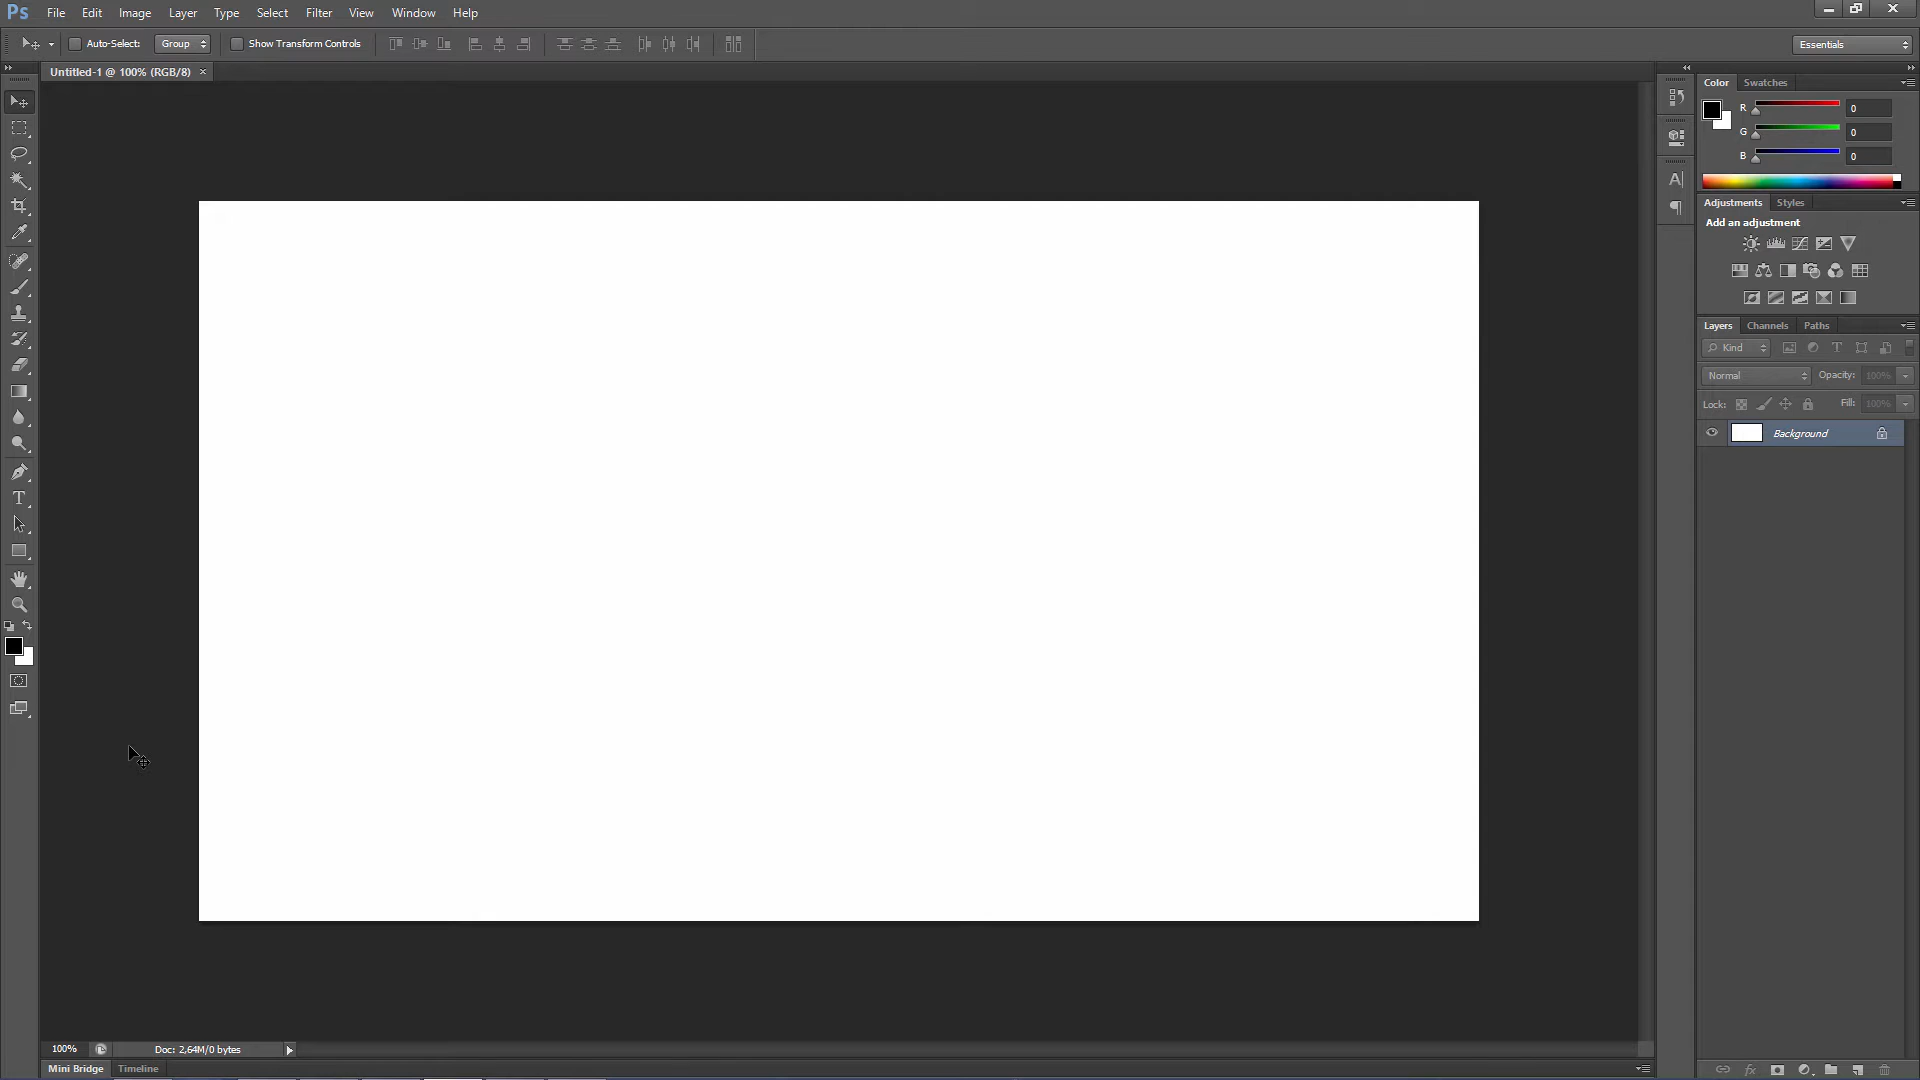 Ps File Edit Image Layer Type Select Filter View Window Help
Auto-Select: Group Show Transform Controls Essentials
Untitled-1 @ 100% (RGB/8) ×
Color Swatches
R 0
G 0
B 0
Adjustments Styles
Add an adjustment
Layers Channels Paths
Kind
Normal Opacity: 100%
Lock: Fill: 100%
Background
100% Doc: 2,64M/0 bytes
Mini Bridge Timeline